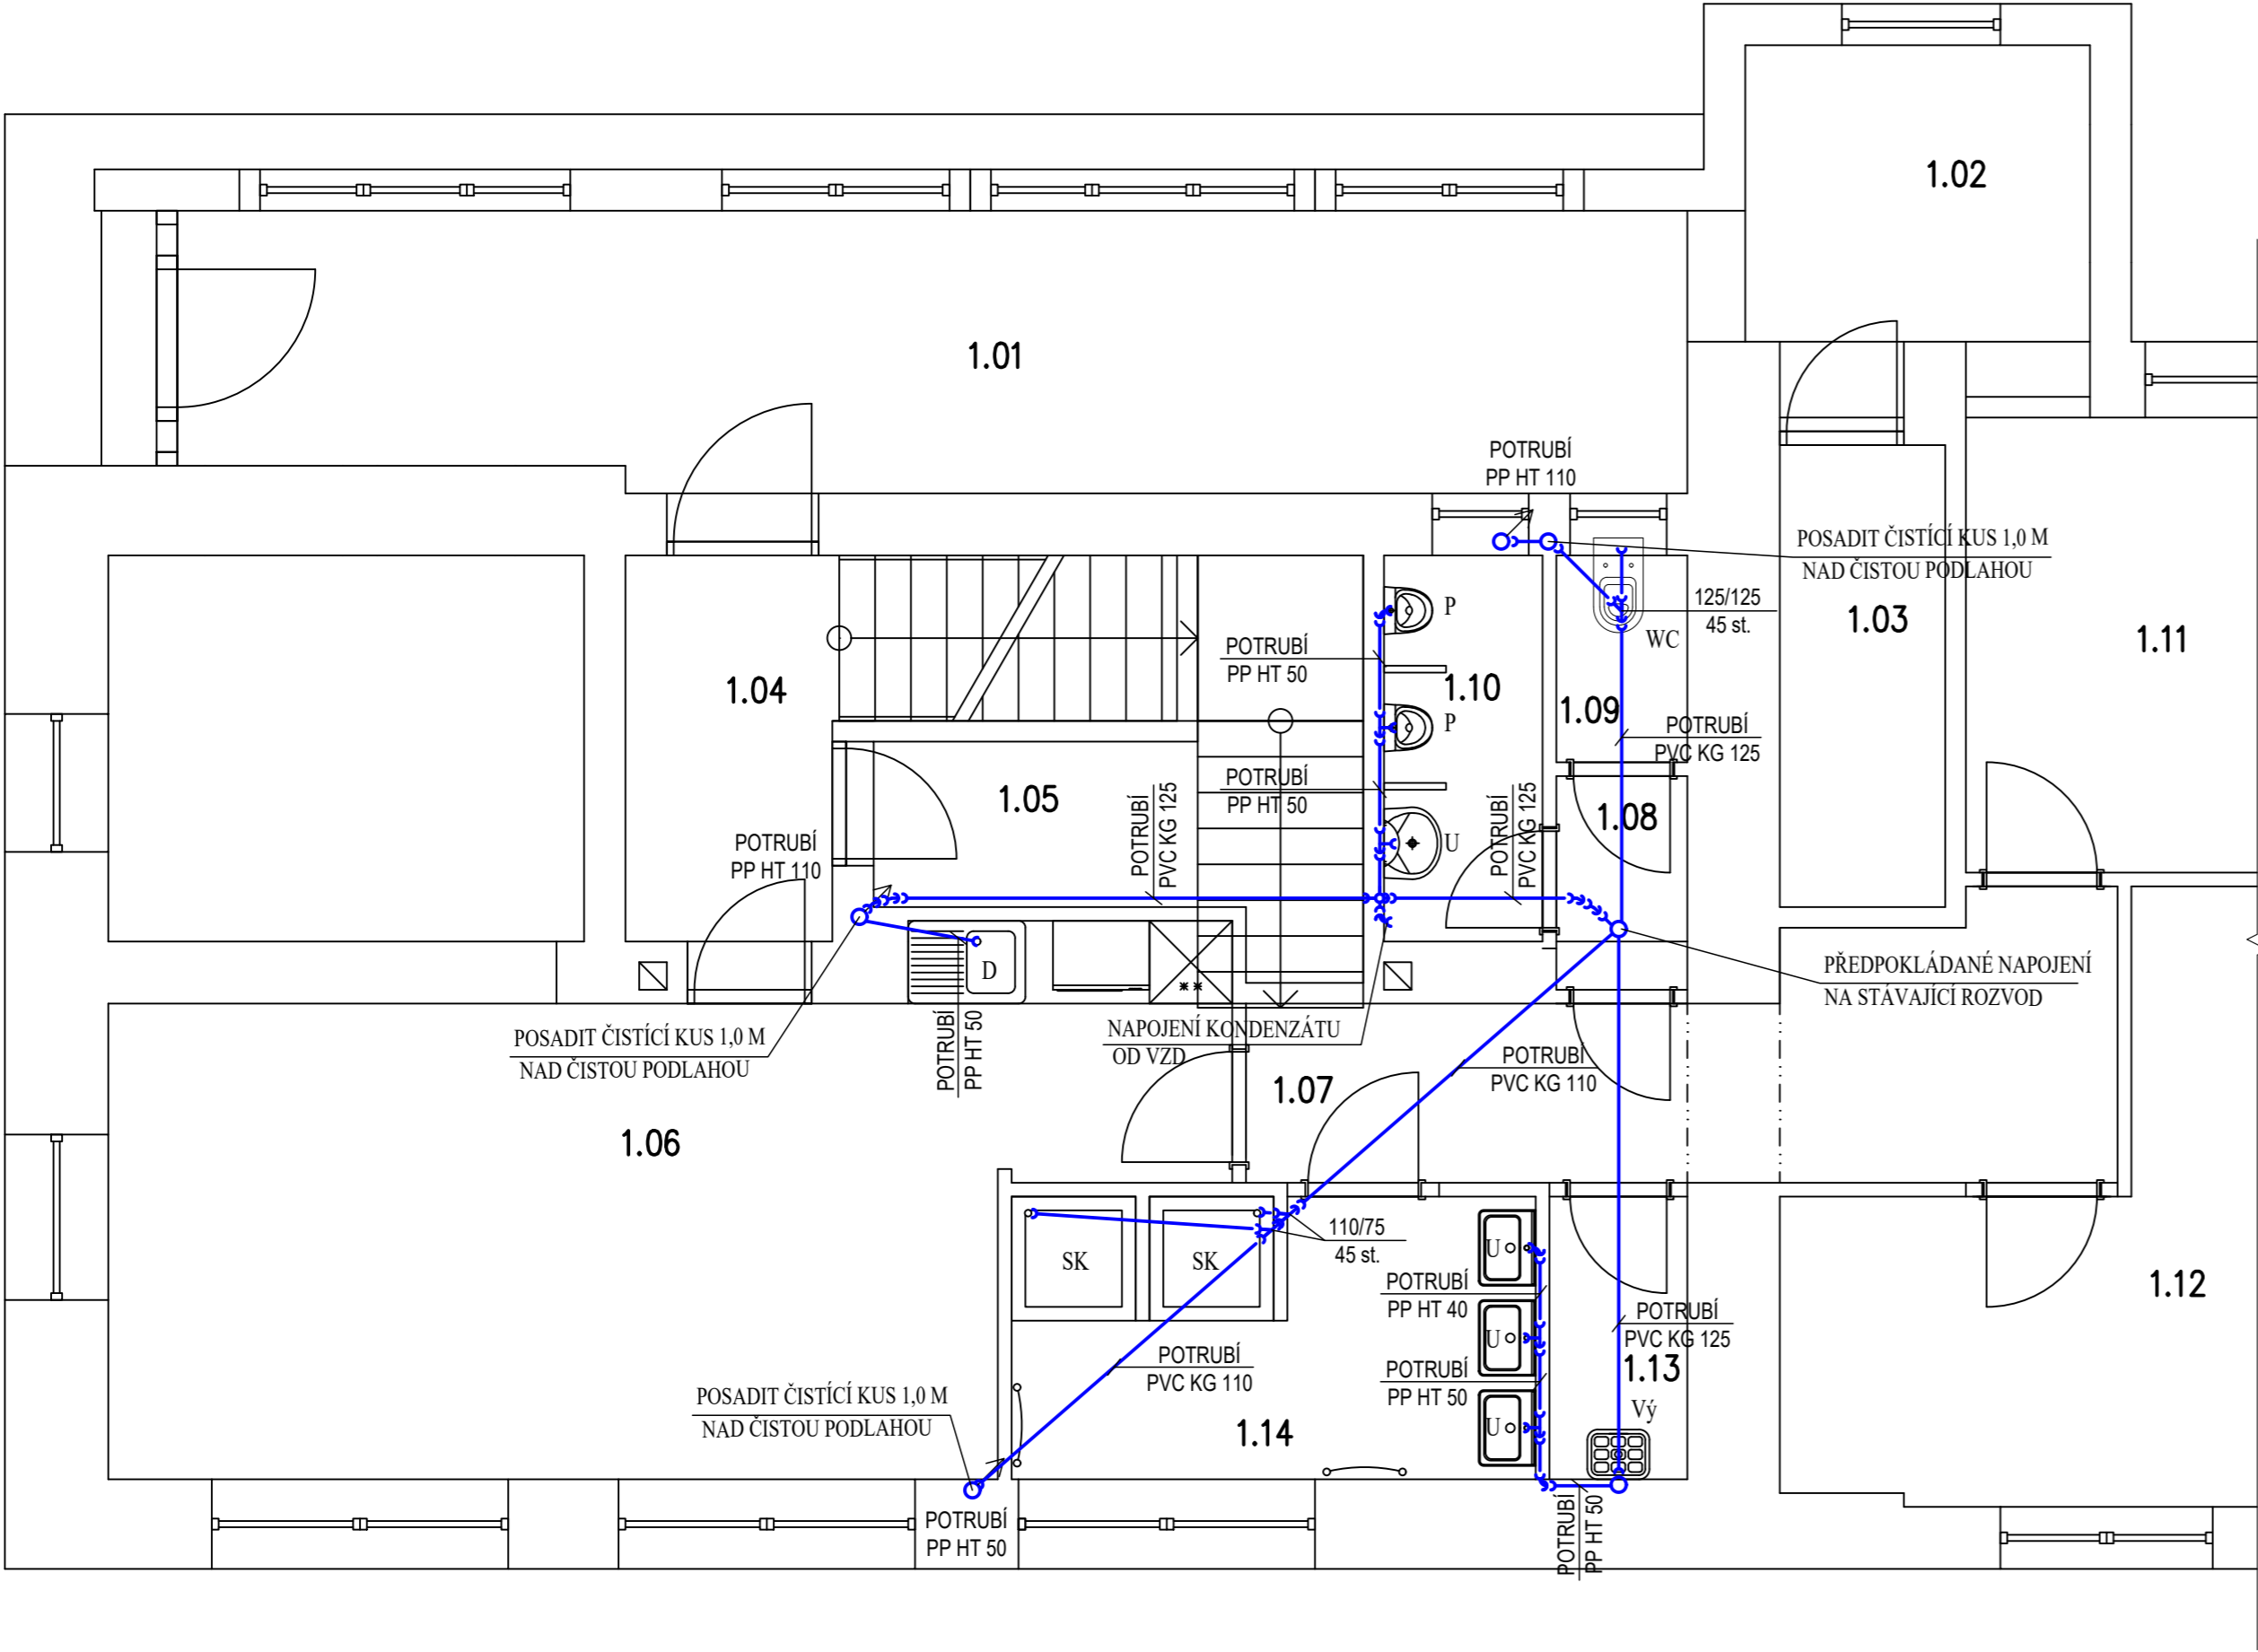 1.02
1.01
POTRUBÍ
PP HT 110
POSADIT ČISTÍCÍ KUS 1,0 M
NAD ČISTOU PODLAHOU
125/125
45 st.
1.03
P
WC
1.11
POTRUBÍ
PP HT 50
1.04
1.10
1.09
P
POTRUBÍ
PVC KG 125
POTRUBÍ
PP HT 50
1.05
POTRUBÍ
PVC KG 125
POTRUBÍ
PVC KG 125
1.08
U
POTRUBÍ
PP HT 110
D
PŘEDPOKLÁDANÉ NAPOJENÍ
NA STÁVAJÍCÍ ROZVOD
POSADIT ČISTÍCÍ KUS 1,0 M
NAD ČISTOU PODLAHOU
POTRUBÍ
PP HT 50
NAPOJENÍ KONDENZÁTU
OD VZD
POTRUBÍ
PVC KG 110
1.07
1.06
110/75
45 st.
SK
SK
U
POTRUBÍ
PP HT 40
1.12
U
POTRUBÍ
PVC KG 125
POTRUBÍ
PVC KG 110
POTRUBÍ
PP HT 50
1.13
POSADIT ČISTÍCÍ KUS 1,0 M
NAD ČISTOU PODLAHOU
1.14
U
Vý
POTRUBÍ
PP HT 50
POTRUBÍ
PP HT 50